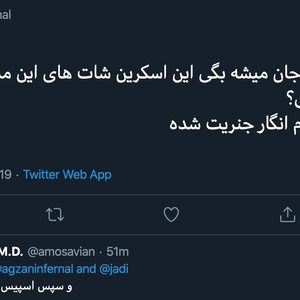 nal
جان میشه بگی این اسکرین شات های این
؟
انگار جنریت شده
19 · Twitter Web App
M.D. @amosavian · 51m
@agzaninfernal and @jadi
و سپس اسپیس